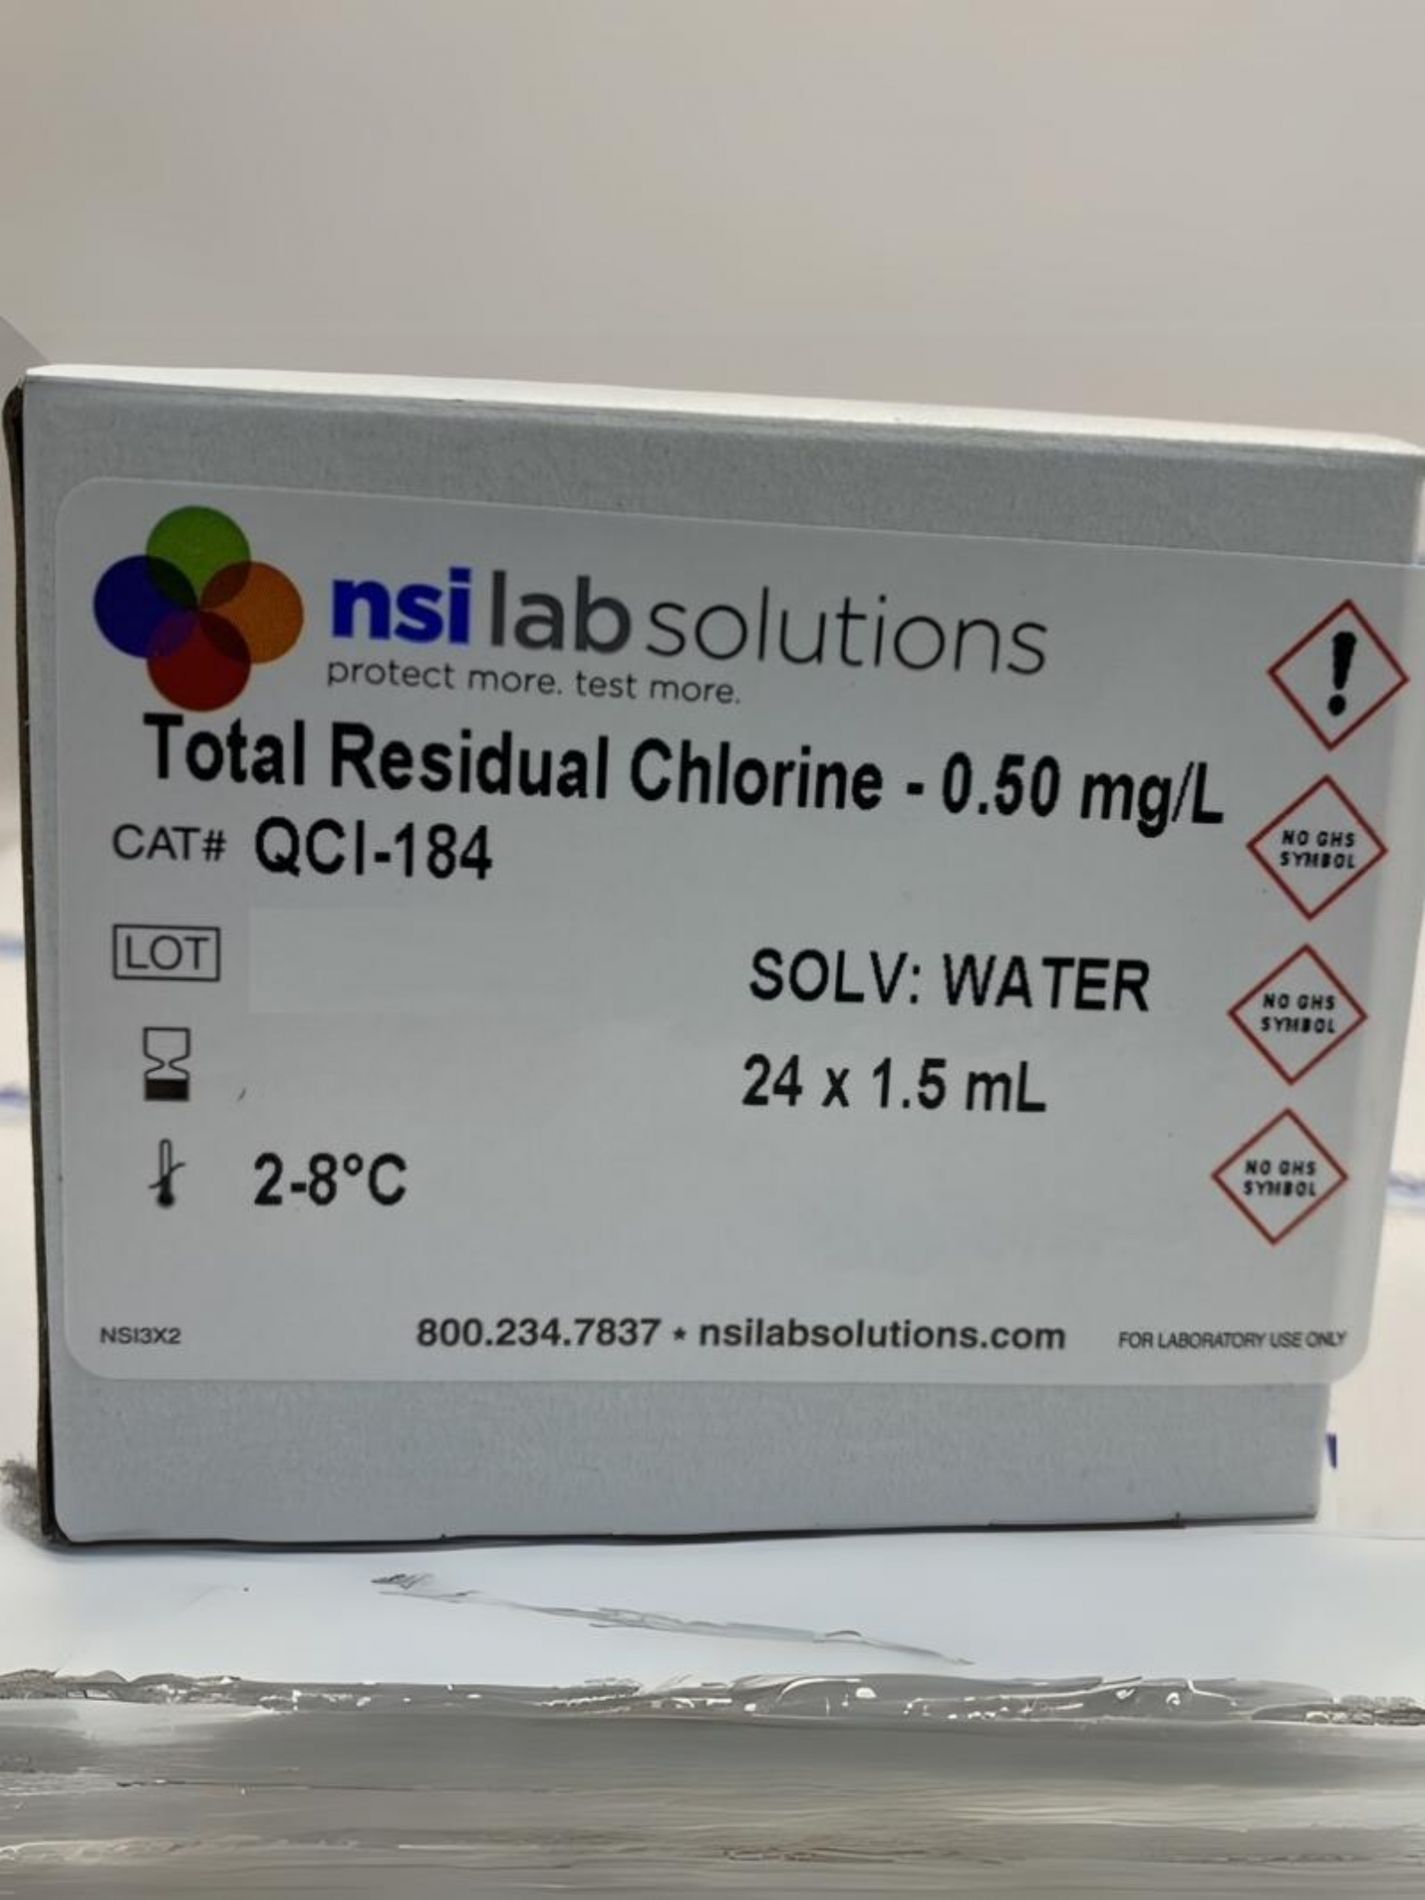 nsi lab solutions
protect more. test more.
Total Residual Chlorine - 0.50 mg/L
CAT# QCI-184
LOT
SOLV: WATER
24 x 1.5 mL
2-8°C
NSI3X2
800.234.7837 * nsilabsolutions.com
FOR LABORATORY USE ONLY
!
NO GHS
SYMBOL
NO GHS
SYMBOL
NO GHS
SYMBOL